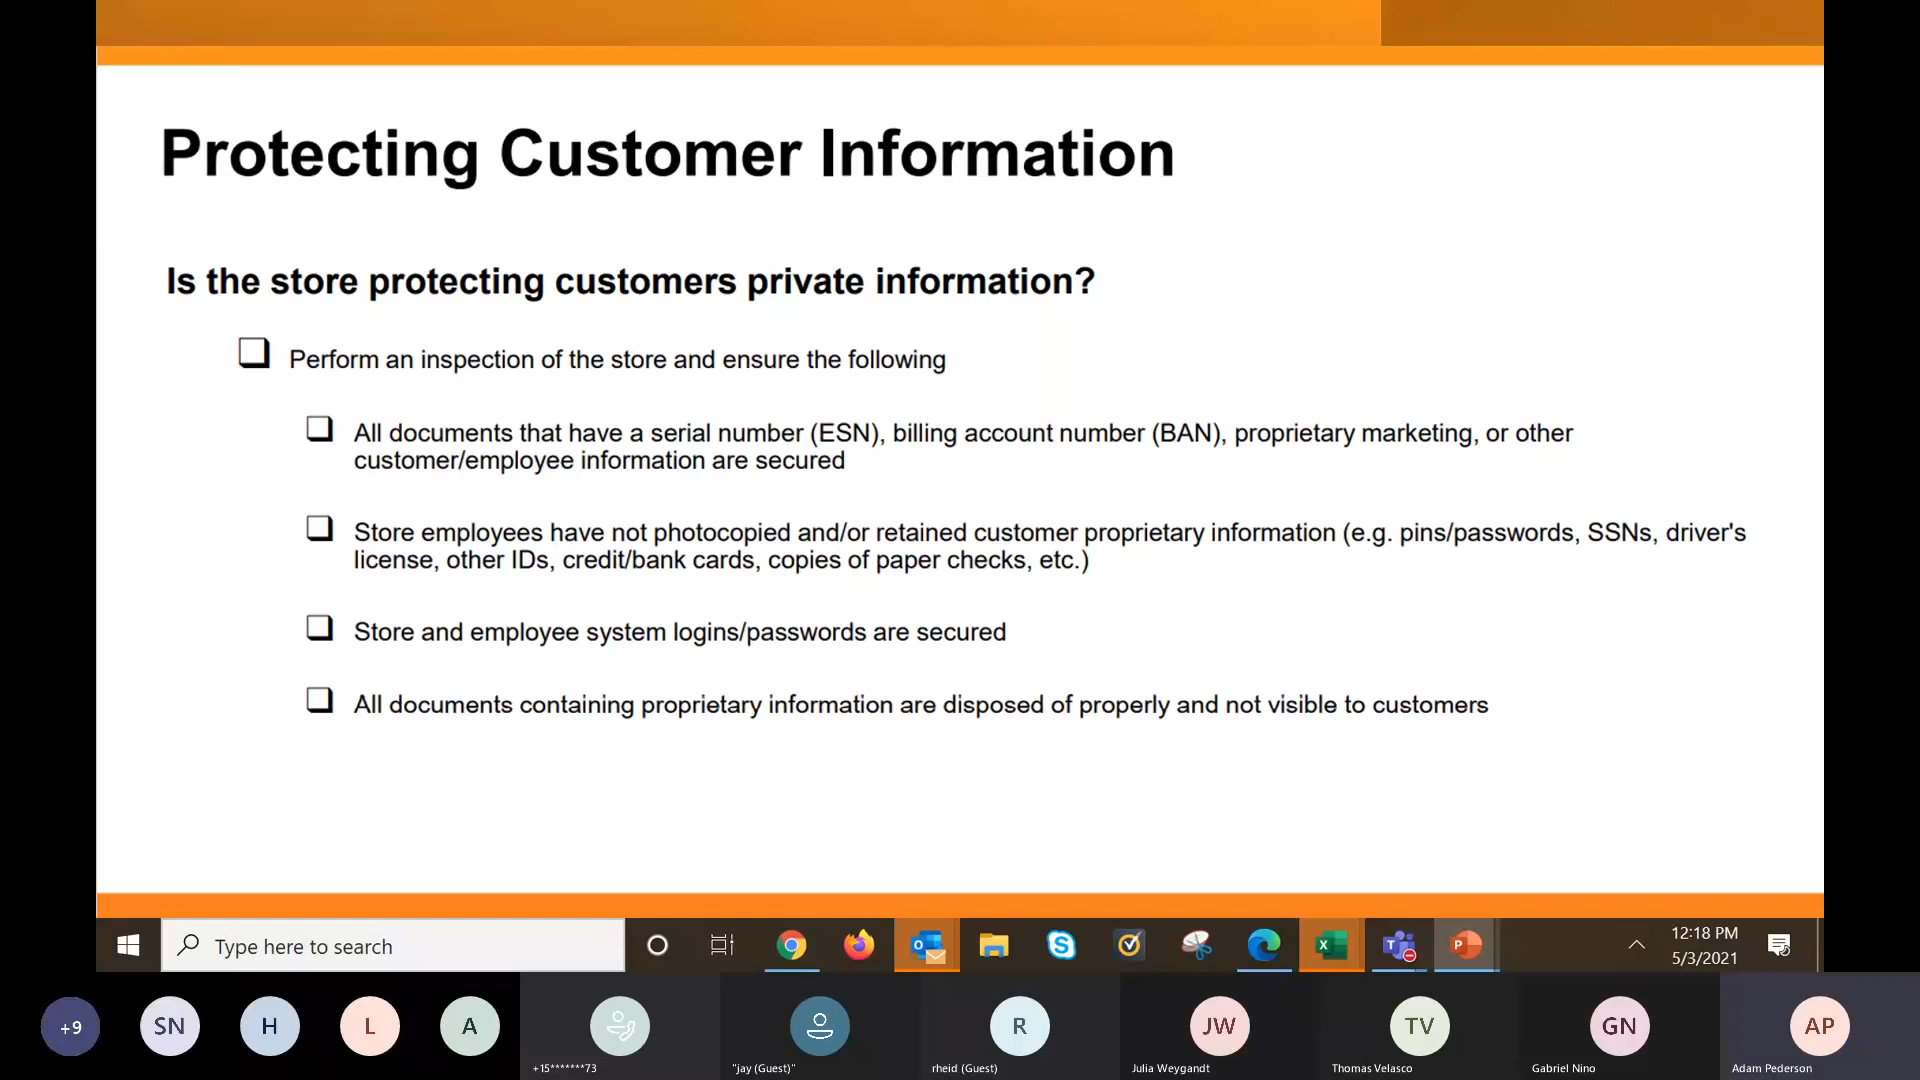 Protecting Customer Information
Is the store protecting customers private information?
Perform an inspection of the store and ensure the following
All documents that have a serial number (ESN), billing account number (BAN), proprietary marketing, or other
customer/employee information are secured
Store employees have not photocopied and/or retained customer proprietary information (e.g. pins/passwords, SSNs, driver's
license, other IDs, credit/bank cards, copies of paper checks, etc.)
Store and employee system logins/passwords are secured
All documents containing proprietary information are disposed of properly and not visible to customers
Type here to search
12:18 PM
5/3/2021
+9
SN
H
L
A
R
JW
TV
GN
AP
+15*******73
"jay (Guest)"
rheid (Guest)
Julia Weygandt
Thomas Velasco
Gabriel Nino
Adam Pederson